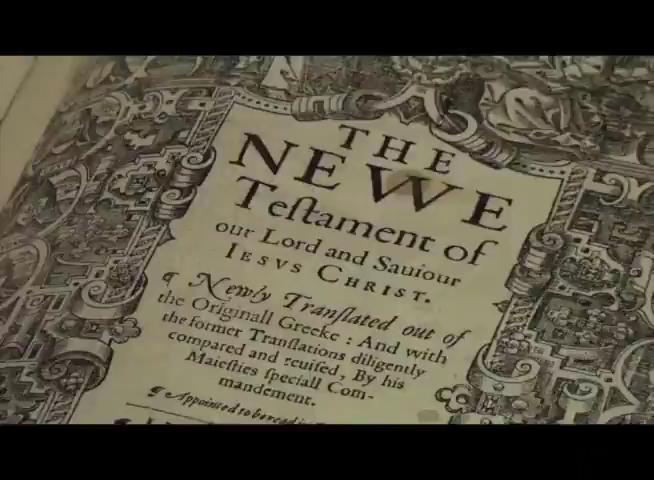 THE
NEWE
Teſtament of
our Lord and Sauiour
IESVS CHRIST.
¶ Newly Tranſlated out of
the Originall Greeke : And with
the former Tranſlations diligently
compared and reuiſed, By his
Maieſties ſpeciall Com-
mandement.
¶ Appointed to be read in